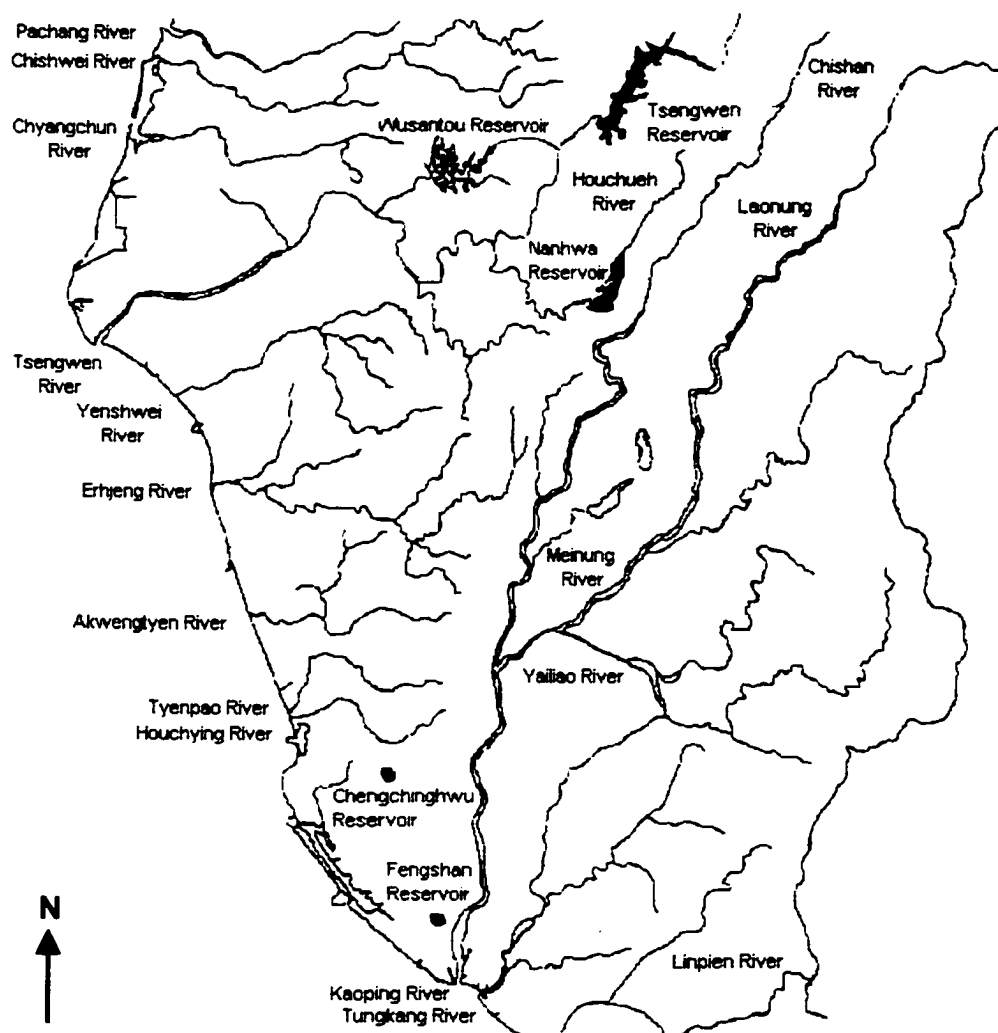 Pachang River
Chishwei River
Chishan
River
Tsengwen
Reservoir
Chyangchun
River
Wusantou Reservoir
Houchueh
River
Laonung
River
Nanhwa
Reservoir
Tsengwen
River
Yenshwei
River
Erhjeng River
Meinung
River
Akwengtyen River
Yailiao River
Tyenpao River
Houchying River
Chengchinghwu
Reservoir
Fengshan
Reservoir
N
Linpien River
Kaoping River
Tungkang River